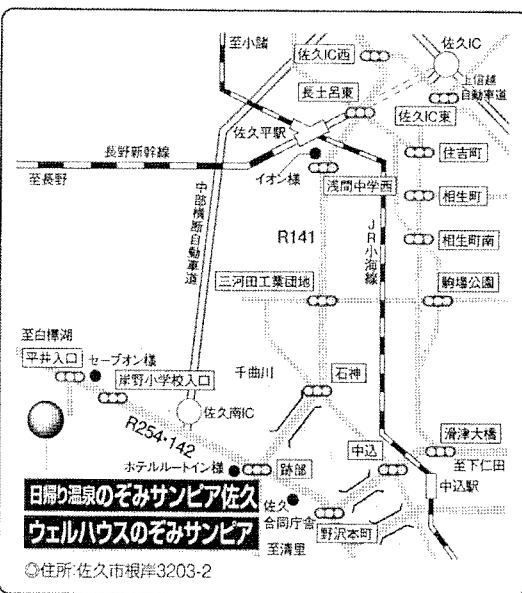 至小諸
佐久IC西
佐久IC
上信越
自動車道
長土呂東
佐久IC東
佐久平駅
長野新幹線
至長野
イオン様
浅間中学西
住吉町
相生町
相生町南
中部横断自動車道
R141
JR小海線
三河田工業団地
駒場公園
至白樺湖
平井入口
セーブオン様
岸野小学校入口
千曲川
石神
佐久南IC
R254・142
ホテルルートイン様
跡部
中込
滑津大橋
至下仁田
中込駅
佐久
合同庁舎
野沢本町
至清里
日帰り温泉のぞみサンピア佐久
ウェルハウスのぞみサンピア
◎住所:佐久市根岸3203-2